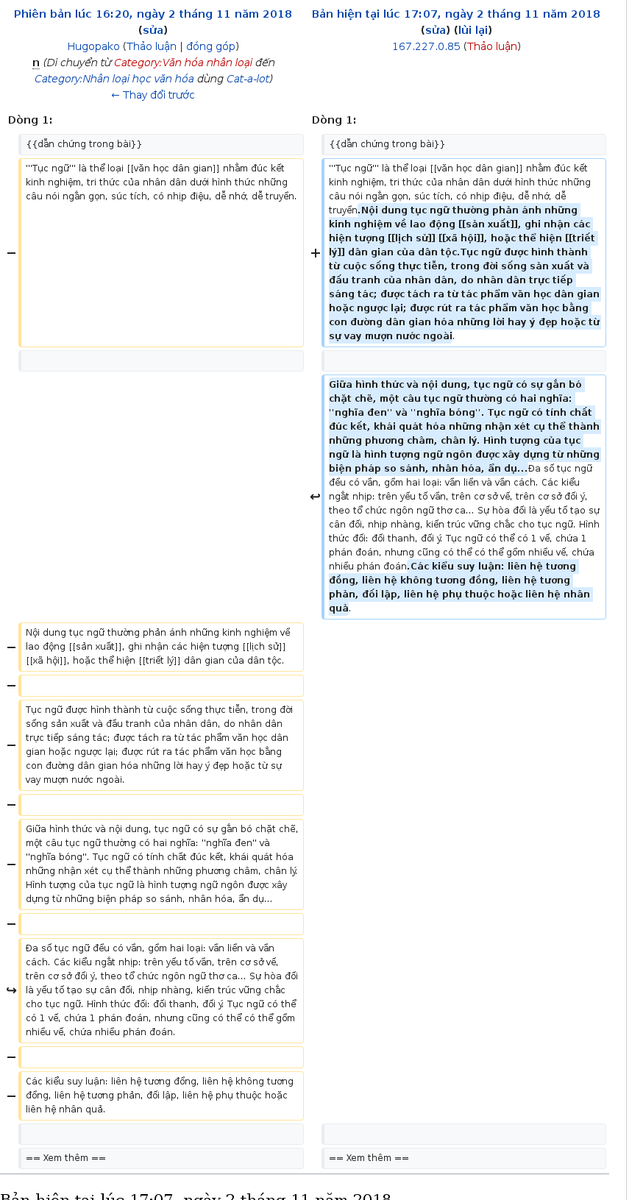 Phiên bản lúc 16:20, ngày 2 tháng 11 năm 2018
(sửa)
Hugopako (Thảo luận | đóng góp)
n (Di chuyển từ Category:Văn hóa nhân loại đến
Category:Nhân loại học văn hóa dùng Cat-a-lot)
← Thay đổi trước
Bản hiện tại lúc 17:07, ngày 2 tháng 11 năm 2018
(sửa) (lùi lại)
167.227.0.85 (Thảo luận)
Dòng 1:
Dòng 1:
{{dẫn chứng trong bài}}
{{dẫn chứng trong bài}}
−
'''Tục ngữ''' là thể loại [[văn học dân gian]] nhằm đúc kết
kinh nghiệm, tri thức của nhân dân dưới hình thức những
câu nói ngắn gọn, súc tích, có nhịp điệu, dễ nhớ, dễ truyền.
+
'''Tục ngữ''' là thể loại [[văn học dân gian]] nhằm đúc kết
kinh nghiệm, tri thức của nhân dân dưới hình thức những
câu nói ngắn gọn, súc tích, có nhịp điệu, dễ nhớ, dễ
truyền.Nội dung tục ngữ thường phản ánh những
kinh nghiệm về lao động [[sản xuất]], ghi nhận các
hiện tượng [[lịch sử]] [[xã hội]], hoặc thể hiện [[triết
lý]] dân gian của dân tộc.Tục ngữ được hình thành
từ cuộc sống thực tiễn, trong đời sống sản xuất và
đấu tranh của nhân dân, do nhân dân trực tiếp
sáng tác; được tách ra từ tác phẩm văn học dân gian
hoặc ngược lại; được rút ra tác phẩm văn học bằng
con đường dân gian hóa những lời hay ý đẹp hoặc từ
sự vay mượn nước ngoài.
↩
Giữa hình thức và nội dung, tục ngữ có sự gắn bó
chặt chẽ, một câu tục ngữ thường có hai nghĩa:
''nghĩa đen'' và ''nghĩa bóng''. Tục ngữ có tính chất
đúc kết, khái quát hóa những nhận xét cụ thể thành
những phương châm, chân lý. Hình tượng của tục
ngữ là hình tượng ngữ ngôn được xây dựng từ những
biện pháp so sánh, nhân hóa, ẩn dụ...Đa số tục ngữ
đều có vần, gồm hai loại: vần liền và vần cách. Các kiểu
ngắt nhịp: trên yếu tố vần, trên cơ sở vế, trên cơ sở đối ý,
theo tổ chức ngôn ngữ thơ ca... Sự hòa đối là yếu tố tạo sự
cân đối, nhịp nhàng, kiến trúc vững chắc cho tục ngữ. Hình
thức đối: đối thanh, đối ý. Tục ngữ có thể có 1 vế, chứa 1
phán đoán, nhưng cũng có thể có thể gồm nhiều vế, chứa
nhiều phán đoán.Các kiểu suy luận: liên hệ tương
đồng, liên hệ không tương đồng, liên hệ tương
phản, đối lập, liên hệ phụ thuộc hoặc liên hệ nhân
quả.
−
Nội dung tục ngữ thường phản ánh những kinh nghiệm về
lao động [[sản xuất]], ghi nhận các hiện tượng [[lịch sử]]
[[xã hội]], hoặc thể hiện [[triết lý]] dân gian của dân tộc.
−
−
Tục ngữ được hình thành từ cuộc sống thực tiễn, trong đời
sống sản xuất và đấu tranh của nhân dân, do nhân dân
trực tiếp sáng tác; được tách ra từ tác phẩm văn học dân
gian hoặc ngược lại; được rút ra tác phẩm văn học bằng
con đường dân gian hóa những lời hay ý đẹp hoặc từ sự
vay mượn nước ngoài.
−
−
Giữa hình thức và nội dung, tục ngữ có sự gắn bó chặt chẽ,
một câu tục ngữ thường có hai nghĩa: ''nghĩa đen'' và
''nghĩa bóng''. Tục ngữ có tính chất đúc kết, khái quát hóa
những nhận xét cụ thể thành những phương châm, chân lý.
Hình tượng của tục ngữ là hình tượng ngữ ngôn được xây
dựng từ những biện pháp so sánh, nhân hóa, ẩn dụ...
−
↪
Đa số tục ngữ đều có vần, gồm hai loại: vần liền và vần
cách. Các kiểu ngắt nhịp: trên yếu tố vần, trên cơ sở vế,
trên cơ sở đối ý, theo tổ chức ngôn ngữ thơ ca... Sự hòa đối
là yếu tố tạo sự cân đối, nhịp nhàng, kiến trúc vững chắc
cho tục ngữ. Hình thức đối: đối thanh, đối ý. Tục ngữ có thể
có 1 vế, chứa 1 phán đoán, nhưng cũng có thể có thể gồm
nhiều vế, chứa nhiều phán đoán.
−
−
Các kiểu suy luận: liên hệ tương đồng, liên hệ không tương
đồng, liên hệ tương phản, đối lập, liên hệ phụ thuộc hoặc
liên hệ nhân quả.
== Xem thêm ==
== Xem thêm ==
Bản hiện tại lúc 17:07, ngày 2 tháng 11 năm 2018